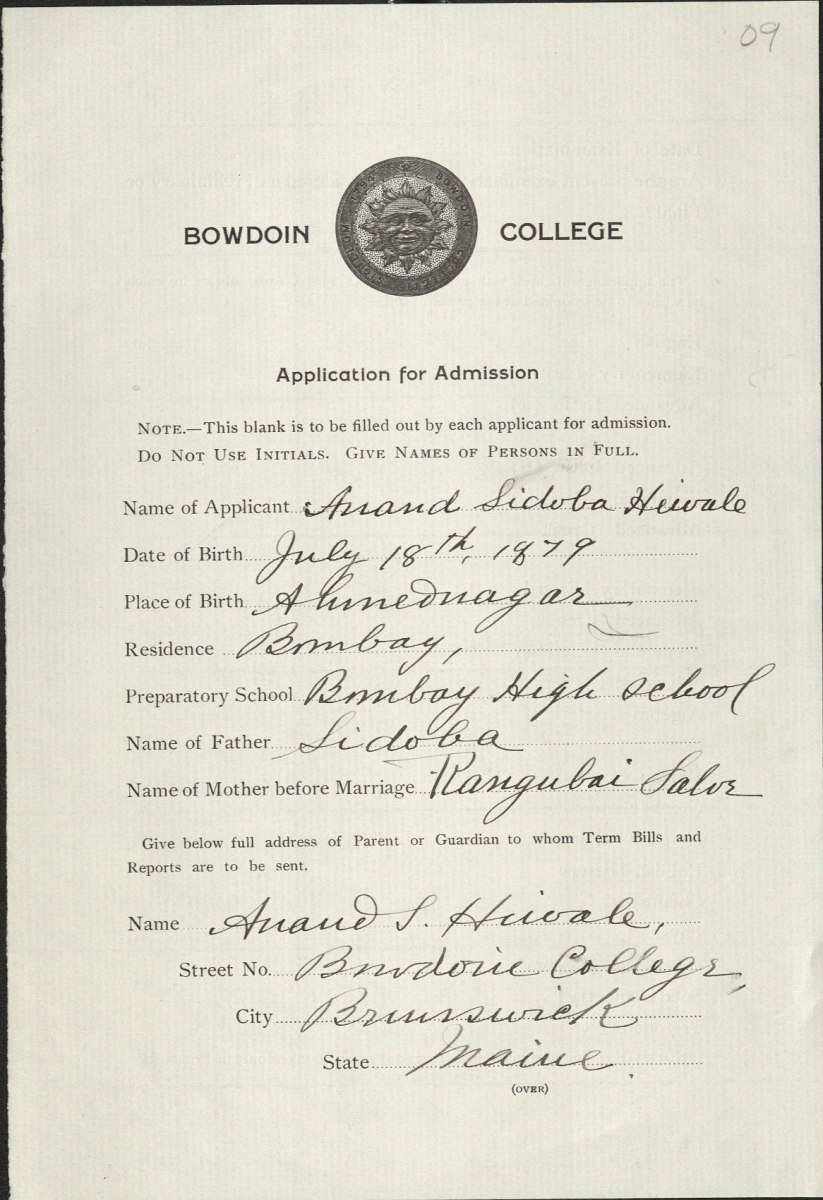 09
BOWDOIN COLLEGE
Application for Admission
NOTE.—This blank is to be filled out by each applicant for admission.
DO NOT USE INITIALS. GIVE NAMES OF PERSONS IN FULL.
Name of Applicant Anand Sidoba Hiwale
Date of Birth July 18th, 1879
Place of Birth Ahmednagar
Residence Bombay,
Preparatory School Bombay High School
Name of Father Sidoba
Name of Mother before Marriage Rangubai Salve
Give below full address of Parent or Guardian to whom Term Bills and
Reports are to be sent.
Name Anand S. Hiwale,
Street No. Bowdoin College,
City Brunswick
State Maine.
(OVER)